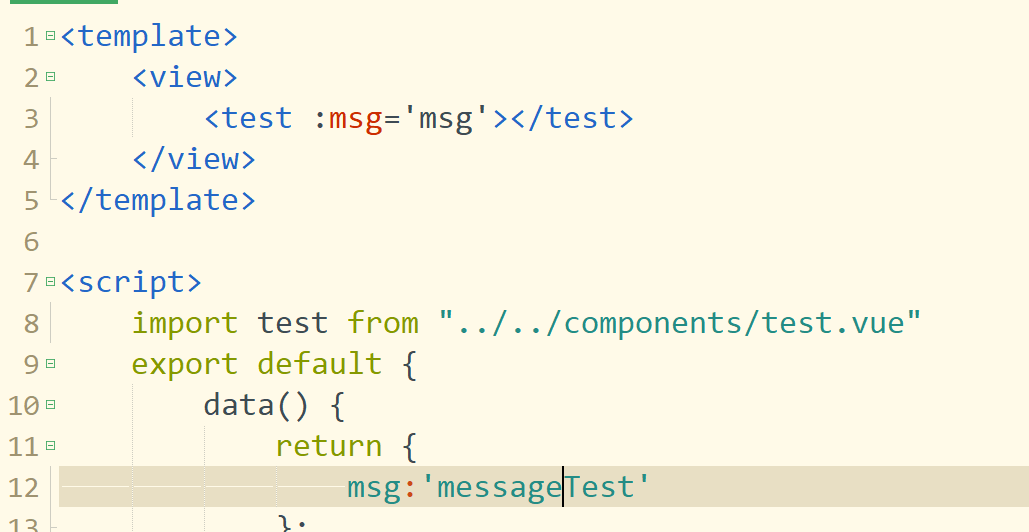 1 <template>
2 <view>
3 <test :msg='msg'></test>
4 </view>
5 </template>
6
7 <script>
8 import test from "../../components/test.vue"
9 export default {
10 data() {
11 return {
12 msg:'messageTest'
13 };